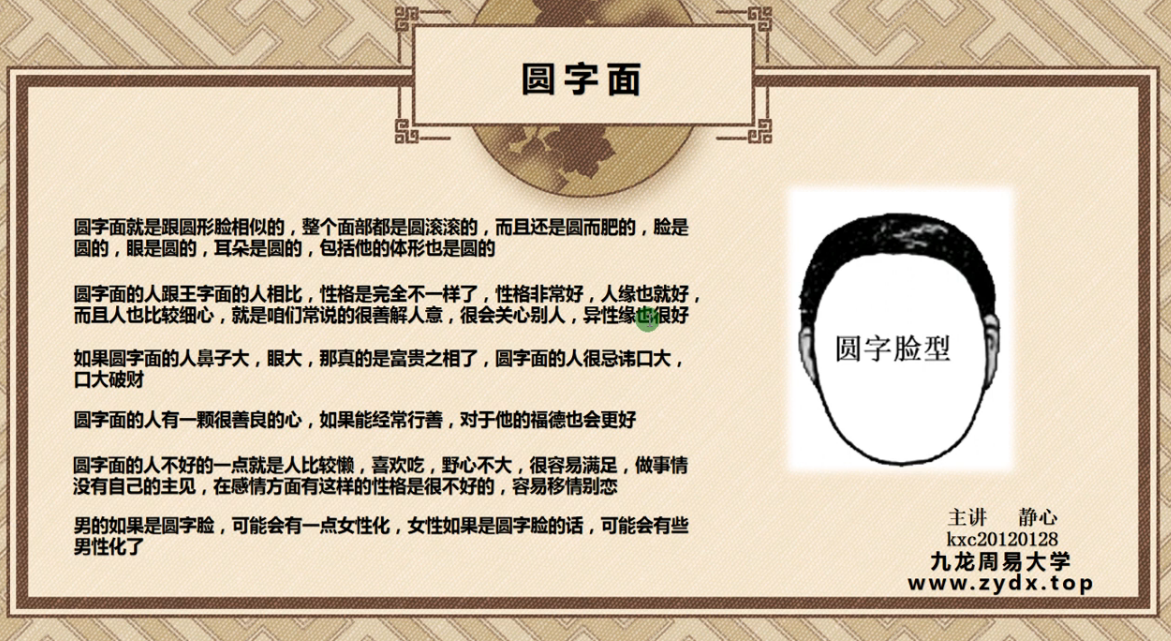 圆字面
圆字面就是跟圆形脸相似的，整个面部都是圆滚滚的，而且还是圆而肥的，脸是
圆的，眼是圆的，耳朵是圆的，包括他的体形也是圆的
圆字面的人跟王字面的人相比，性格是完全不一样了，性格非常好，人缘也就好，
而且人也比较细心，就是咱们常说的很善解人意，很会关心别人，异性缘也很好
如果圆字面的人鼻子大，眼大，那真的是富贵之相了，圆字面的人很忌讳口大，
口大破财
圆字面的人有一颗很善良的心，如果能经常行善，对于他的福德也会更好
圆字面的人不好的一点就是人比较懒，喜欢吃，野心不大，很容易满足，做事情
没有自己的主见，在感情方面有这样的性格是很不好的，容易移情别恋
男的如果是圆字脸，可能会有一点女性化，女性如果是圆字脸的话，可能会有些
男性化了
圆字脸型
主讲 静心
kxc20120128
九龙周易大学
www.zydx.top